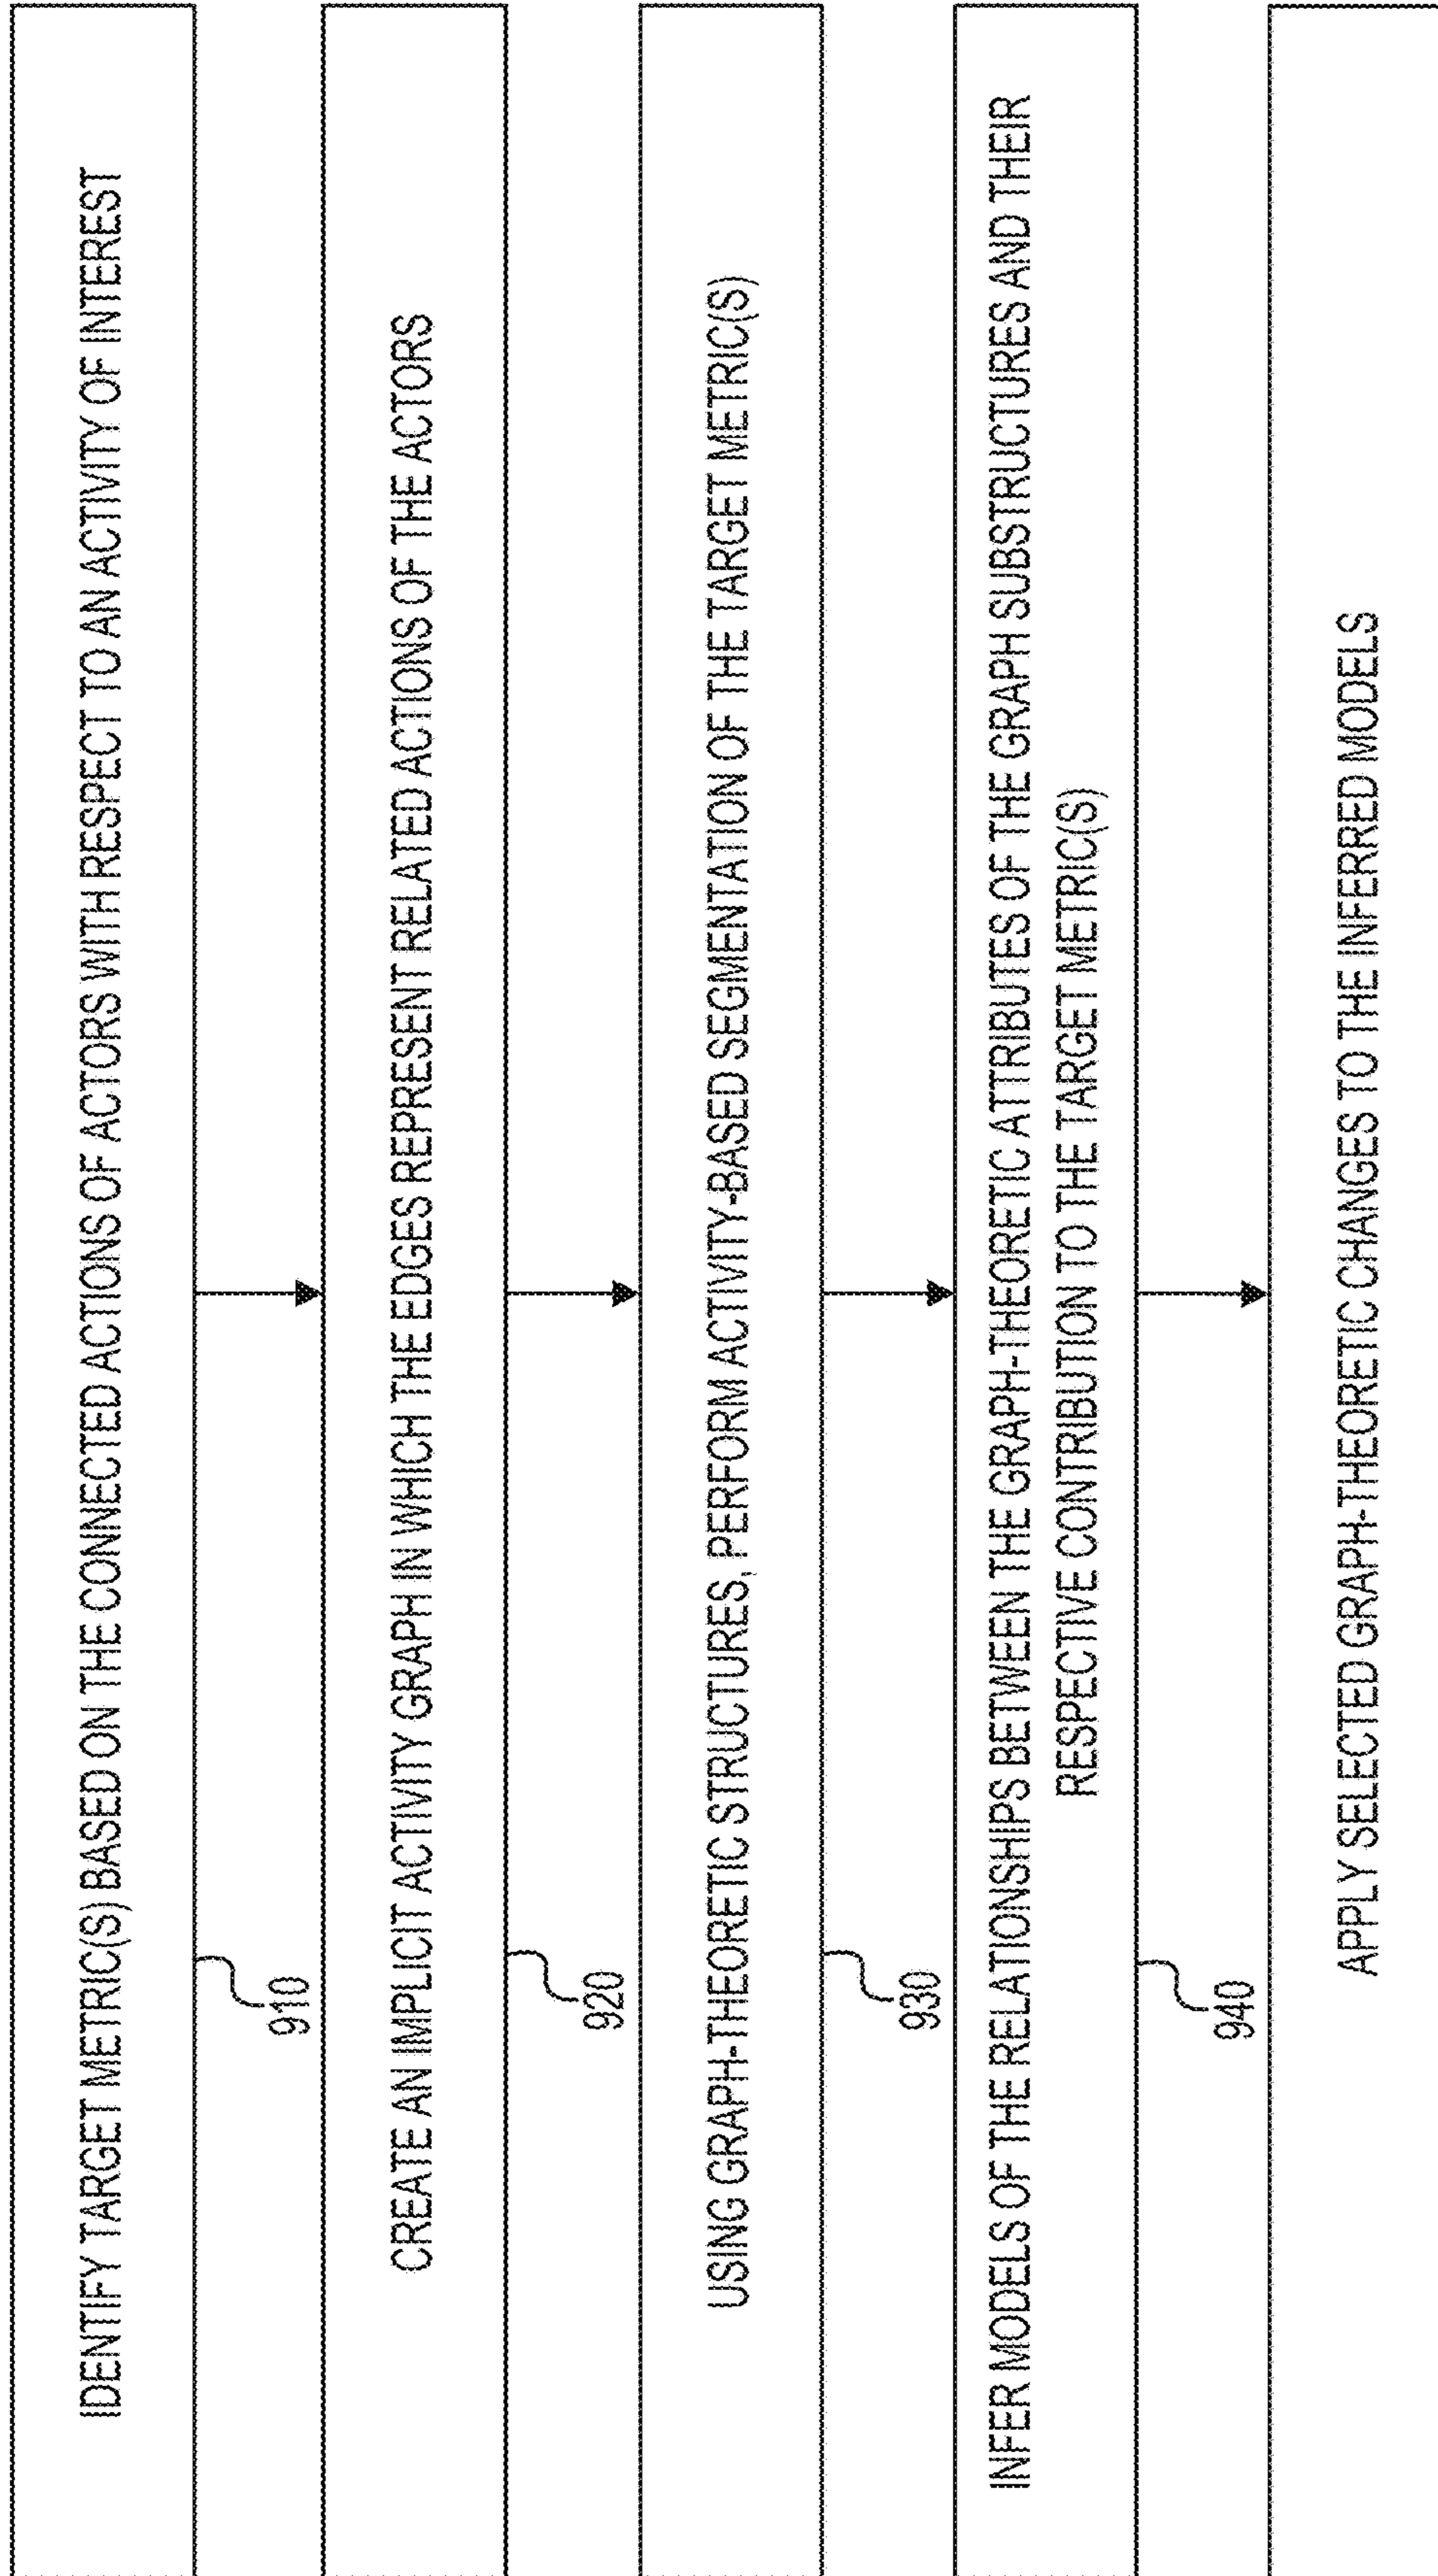 IDENTIFY TARGET METRIC(S) BASED ON THE CONNECTED ACTIONS OF ACTORS WITH RESPECT TO AN ACTIVITY OF INTEREST
910
CREATE AN IMPLICIT ACTIVITY GRAPH IN WHICH THE EDGES REPRESENT RELATED ACTIONS OF THE ACTORS
920
USING GRAPH-THEORETIC STRUCTURES, PERFORM ACTIVITY-BASED SEGMENTATION OF THE TARGET METRIC(S)
930
INFER MODELS OF THE RELATIONSHIPS BETWEEN THE GRAPH-THEORETIC ATTRIBUTES OF THE GRAPH SUBSTRUCTURES AND THEIR
RESPECTIVE CONTRIBUTION TO THE TARGET METRIC(S)
940
APPLY SELECTED GRAPH-THEORETIC CHANGES TO THE INFERRED MODELS